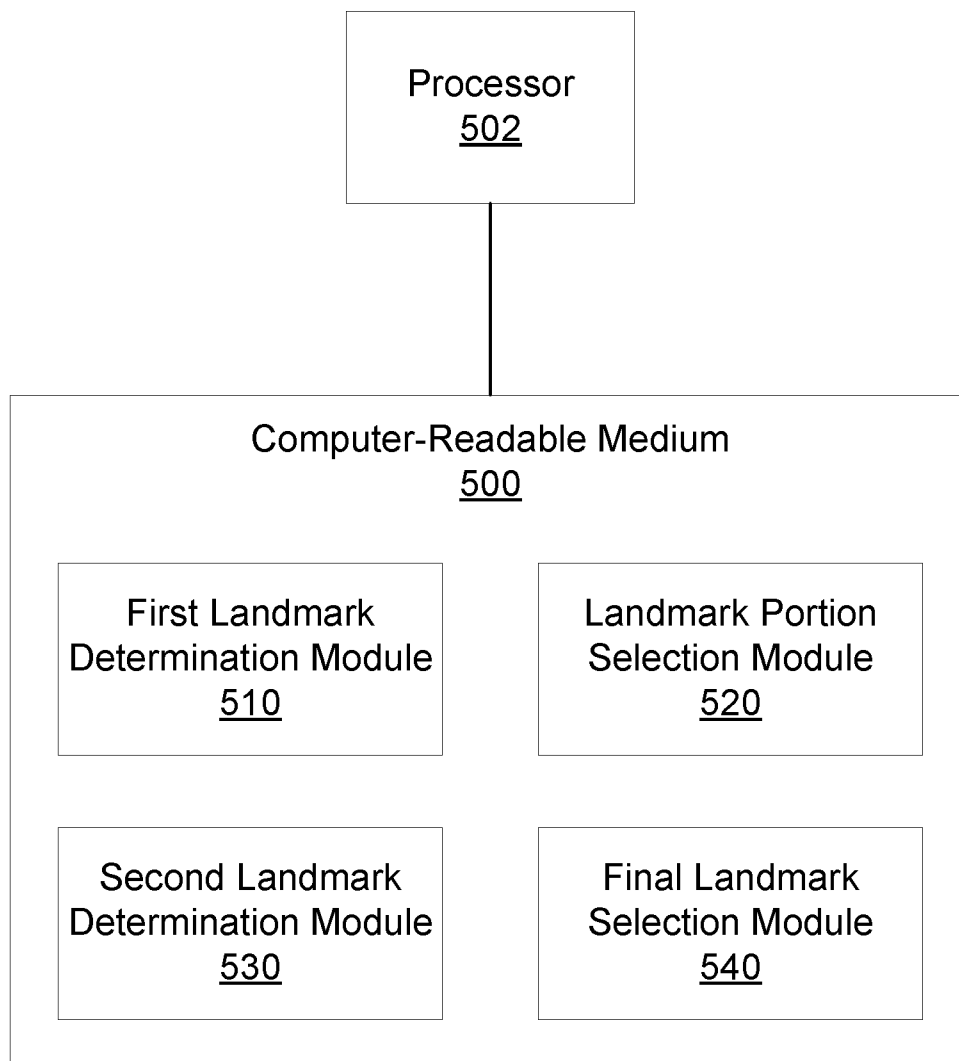 Processor
502
Computer-Readable Medium
500
First Landmark
Determination Module
510
Landmark Portion
Selection Module
520
Second Landmark
Determination Module
530
Final Landmark
Selection Module
540